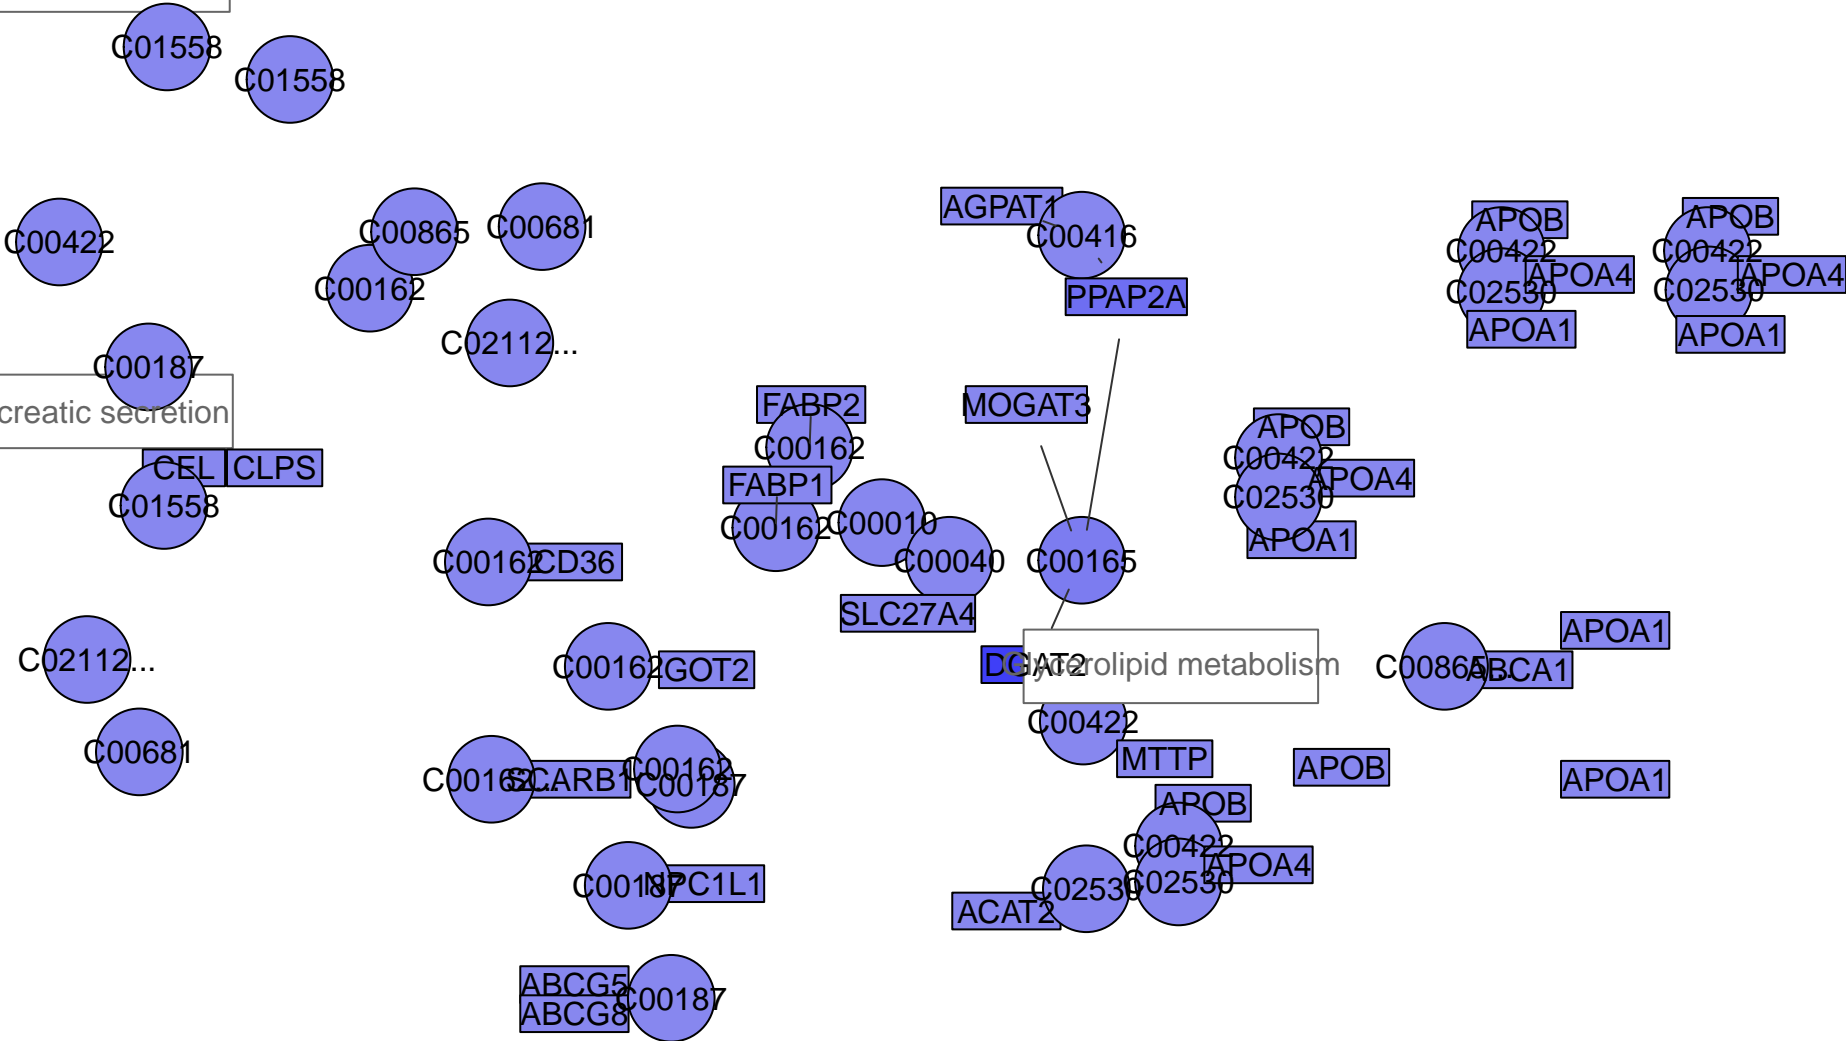 C01558
C01558
AGPAT1
C00422
C00865
C00681
C00416
APOB
APOB
C00422
C00422
C00162
PPAP2A
APOA4
APOA4
C02530
C02530
C02112...
APOA1
APOA1
C00187
creatic secretion
FABP2
MOGAT3
APOB
C00162
C00422
CEL
CLPS
FABP1
APOA4
C01558
C00162
C00010
C02530
APOA1
C00162
CD36
C00040
C00165
SLC27A4
APOA1
C02112...
C00162
GOT2
DGAT2
Glycerolipid metabolism
C00865...
ABCA1
C00681
C00422
MTTP
APOB
APOA1
C00162...
SCARB1
C00162
C00187
APOB
C00422
APOA4
C00187
NPC1L1
C02530
C02530
ACAT2
ABCG5
ABCG8
C00187